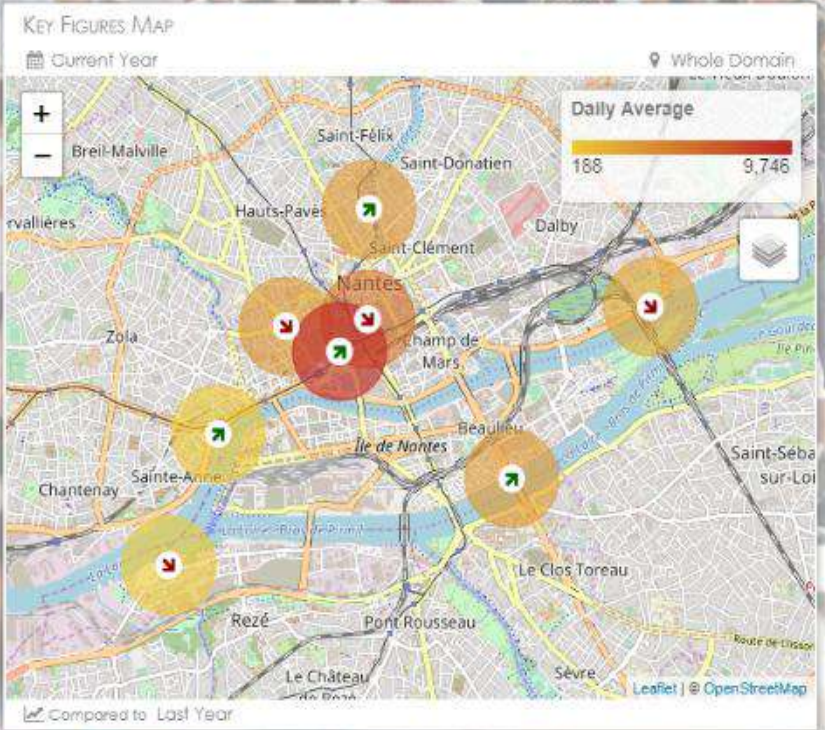 Key Figures Map
Current Year
Whole Domain
+
−
Daily Average
188
9,746
Saint-Félix
Breil-Malville
Saint-Donatien
rvallières
Hauts-Pavés
Dalby
Saint-Clément
Nantes
Zola
Champ de
Mars
Beaulieu
Île de Nantes
Saint-Séba
sur-Loi
Sainte-Anne
Chantenay
Le Clos Toreau
Rezé
Pont Rousseau
Sèvre
Le Château
de Rezé
Leaflet | © OpenStreetMap
Compared to Last Year